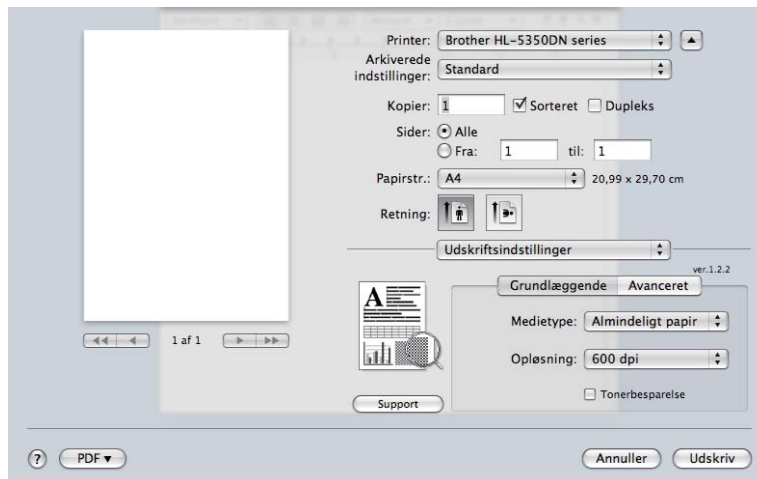 Printer: Brother HL-5350DN series
Arkiverede indstillinger: Standard
Kopier: 1 Sorteret Dupleks
Sider: Alle
Fra: 1 til: 1
Papirstr.: A4 20,99 x 29,70 cm
Retning:
Udskriftsindstillinger
ver.1.2.2
Grundlæggende Avanceret
A
Medietype: Almindeligt papir
1 af 1
Opløsning: 600 dpi
Tonerbesparelse
Support
? PDF Annuller Udskriv